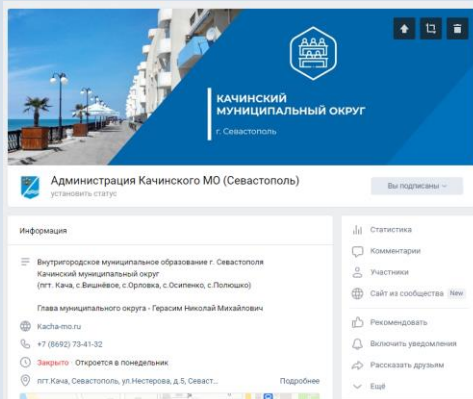 КАЧИНСКИЙ
МУНИЦИПАЛЬНЫЙ ОКРУГ
г. Севастополь
Администрация Качинского МО (Севастополь)
установить статус
Вы подписаны
Информация
Внутригородское муниципальное образование г. Севастополя
Качинский муниципальный округ
(пгт. Кача, с.Вишнёвое, с.Орловка, с.Осипенко, с.Полюшко)
Глава муниципального округа - Герасим Николай Михайлович
Kacha-mo.ru
+7 (8692) 73-41-32
Закрыто · Откроется в понедельник
пгт.Кача, Севастополь, ул.Нестерова, д.5, Севаст... Подробнее
Статистика
Комментарии
Участники
Сайт из сообщества New
Рекомендовать
Включить уведомления
Рассказать друзьям
Ещё